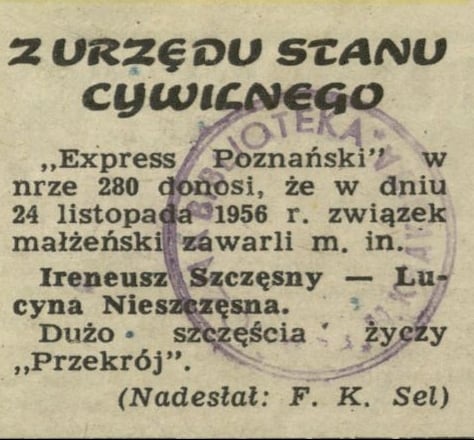 Z URZĘDU STANU
CYWILNEGO
„Express Poznański” w
nrze 280 donosi, że w dniu
24 listopada 1956 r. związek
małżeński zawarli m. in.
Ireneusz Szczęsny — Lu-
cyna Nieszczęsna.
Dużo szczęścia życzy
„Przekrój”.
(Nadesłał: F. K. Sel)
BIBLIOTEKA